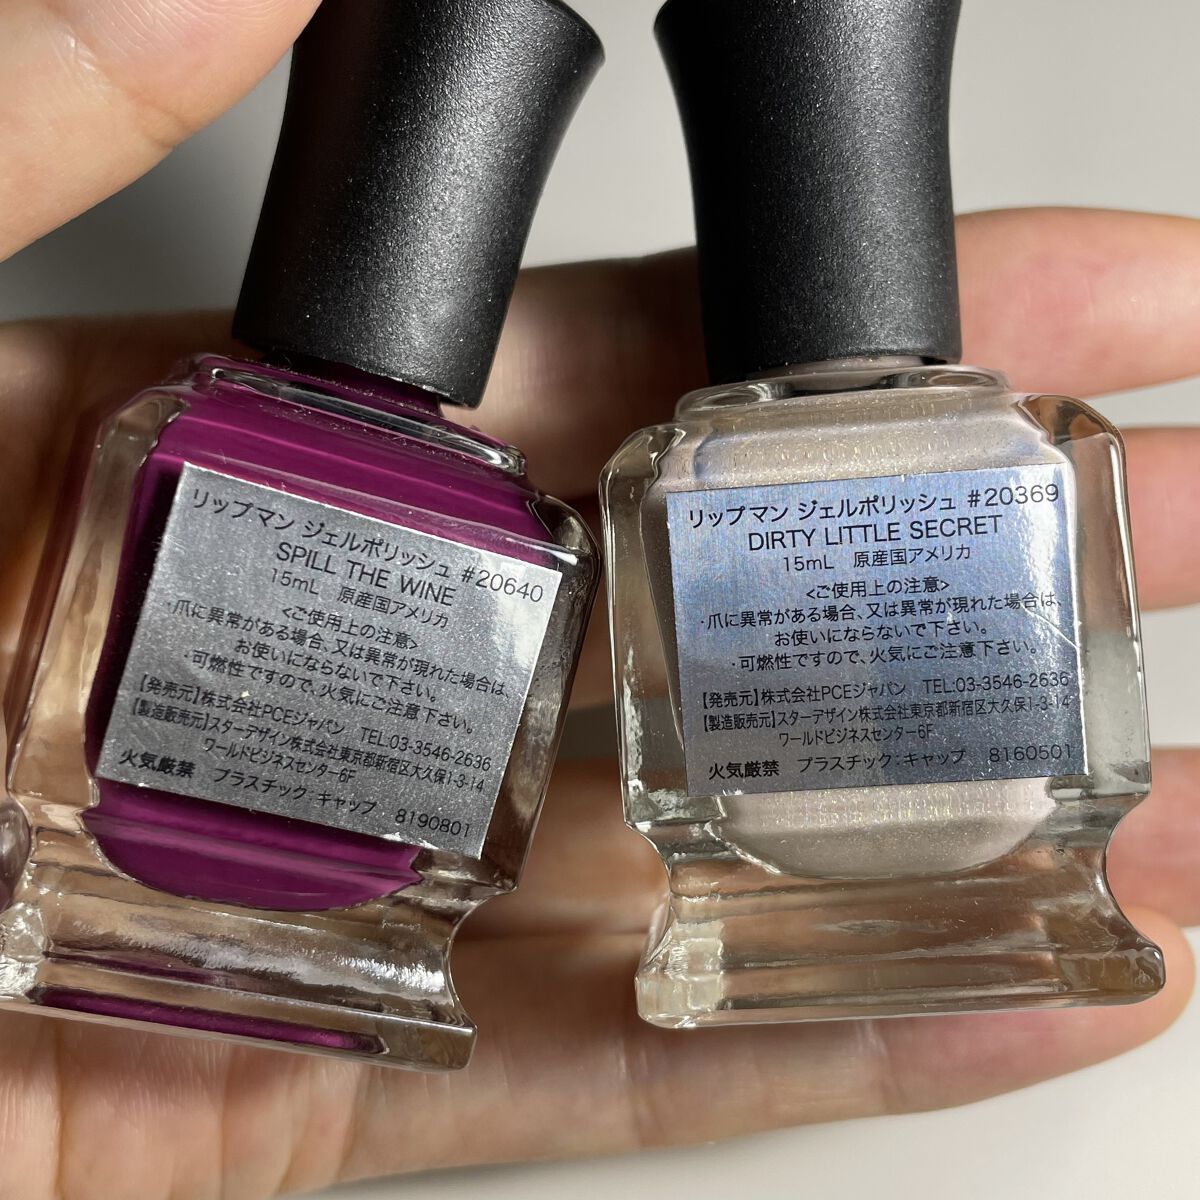 リップマン ジェルポリッシュ #20640
SPILL THE WINE
15mL 原産国アメリカ
<ご使用上の注意>
・爪に異常がある場合、又は異常が現れた場合は、
お使いにならないで下さい。
・可燃性ですので、火気にご注意下さい。
【発売元】株式会社PCEジャパン TEL:03-3546-2636
【製造販売元】スターデザイン株式会社東京都新宿区大久保1-3-14
ワールドビジネスセンター6F
火気厳禁 プラスチック:キャップ 8190801
リップマン ジェルポリッシュ #20369
DIRTY LITTLE SECRET
15mL 原産国アメリカ
<ご使用上の注意>
・爪に異常がある場合、又は異常が現れた場合は、
お使いにならないで下さい。
・可燃性ですので、火気にご注意下さい。
【発売元】株式会社PCEジャパン TEL:03-3546-2636
【製造販売元】スターデザイン株式会社東京都新宿区大久保1-3-14
ワールドビジネスセンター6F
火気厳禁 プラスチック:キャップ 8160501